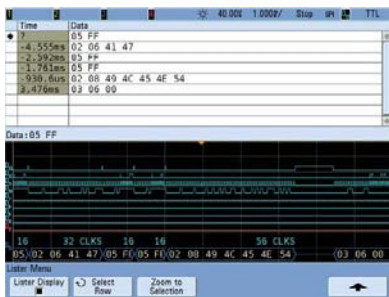 40.00s 1.000%/ Stop SPI TTL
Time Data
? 05 FF
-4.555ms 02 06 41 47
-2.592ms 05 FF
-1.761ms 05 FF
-930.6us 02 08 49 4C 45 4E 54
3.476ms 03 06 00
Data: 05 FF
16 32 CLKS 16 16 56 CLKS
05 02 06 41 47 05 FF 05 FF 02 08 49 4C 45 4E 54 03 06 00
Lister Menu
Lister Display Select Row Zoom to Selection